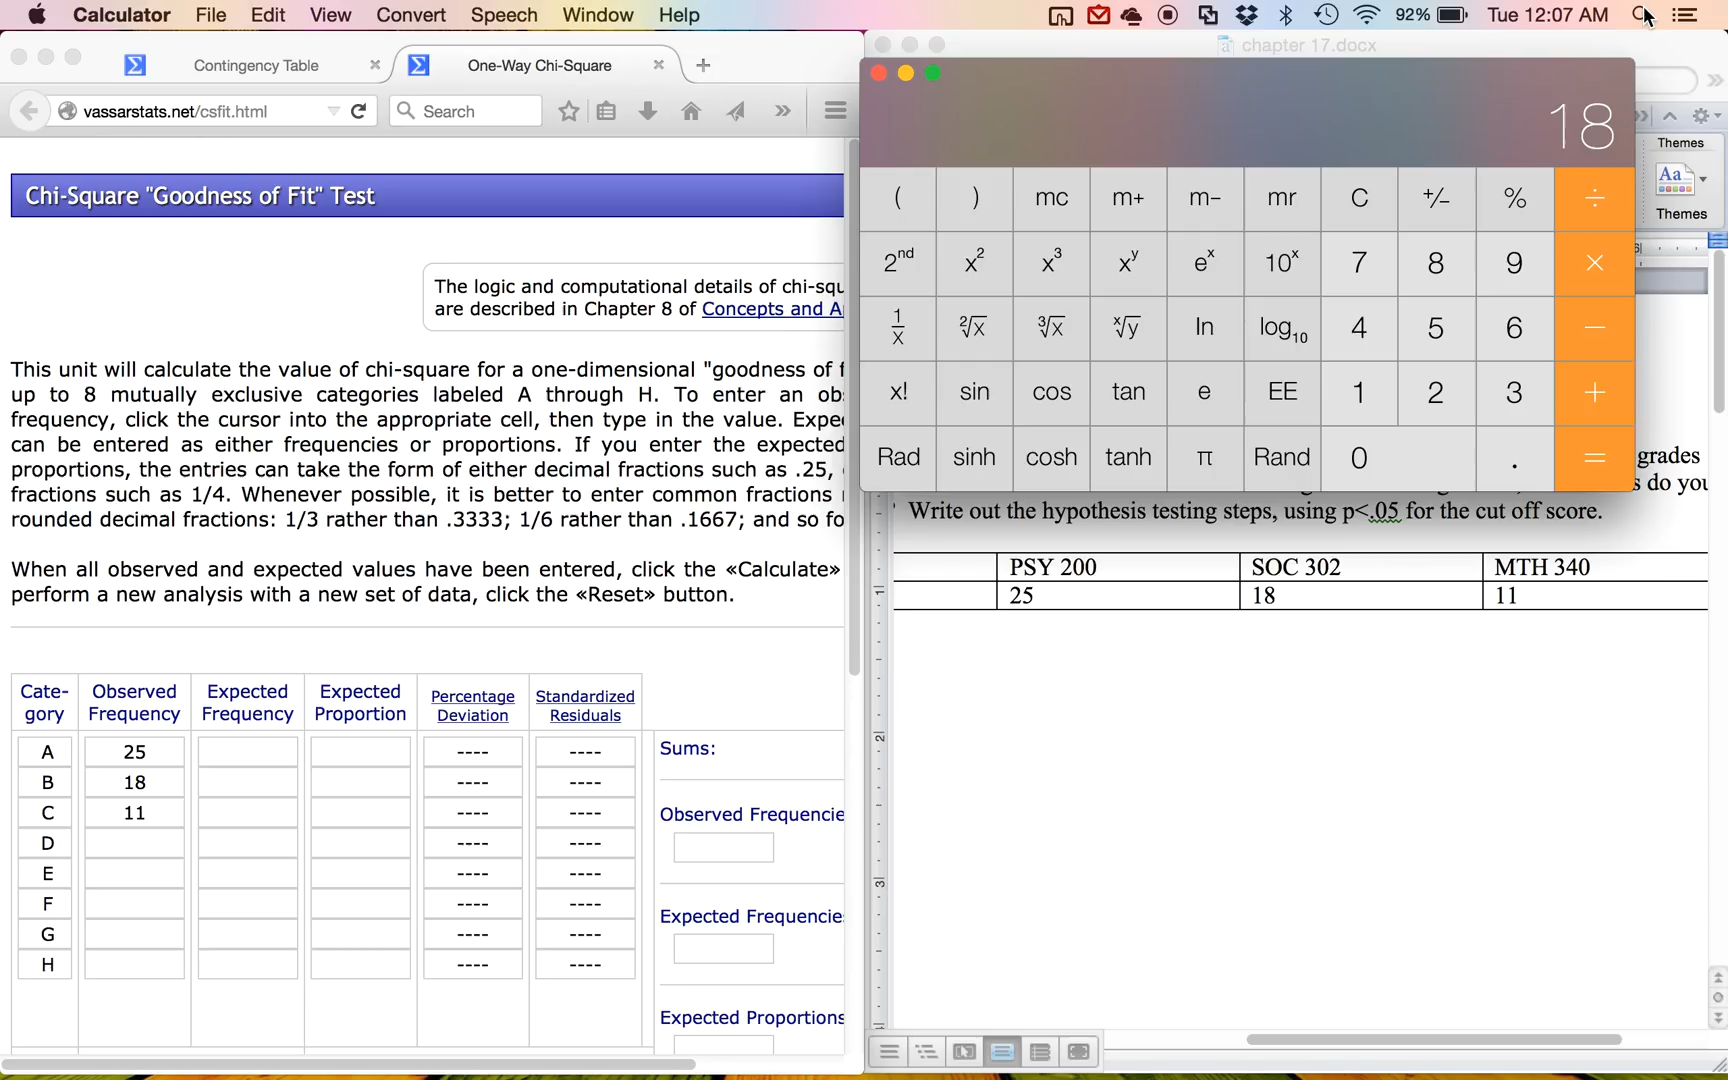 Calculator File Edit View Convert Speech Window Help 92% Tue 12:07 AM
Contingency Table
One-Way Chi-Square
vassarstats.net/csfit.html
Search
Chi-Square "Goodness of Fit" Test
The logic and computational details of chi-squ
are described in Chapter 8 of Concepts and A
This unit will calculate the value of chi-square for a one-dimensional "goodness of f
up to 8 mutually exclusive categories labeled A through H. To enter an ob
frequency, click the cursor into the appropriate cell, then type in the value. Expe
can be entered as either frequencies or proportions. If you enter the expected
proportions, the entries can take the form of either decimal fractions such as .25,
fractions such as 1/4. Whenever possible, it is better to enter common fractions
rounded decimal fractions: 1/3 rather than .3333; 1/6 rather than .1667; and so fo
When all observed and expected values have been entered, click the «Calculate»
perform a new analysis with a new set of data, click the «Reset» button.
Cate-
gory
Observed
Frequency
Expected
Frequency
Expected
Proportion
Percentage
Deviation
Standardized
Residuals
A 25 ---- ----
B 18 ---- ----
C 11 ---- ----
D ---- ----
E ---- ----
F ---- ----
G ---- ----
H ---- ----
Sums:
Observed Frequencie
Expected Frequencie
Expected Proportions
chapter 17.docx
18
( ) mc m+ m- mr C +/- % ÷
2nd x² x³ xʸ eˣ 10ˣ 7 8 9 ×
1/x ²√x ³√x ˣ√y ln log₁₀ 4 5 6 −
x! sin cos tan e EE 1 2 3 +
Rad sinh cosh tanh π Rand 0 . =
Themes
Aa
Themes
grades
s do you
Write out the hypothesis testing steps, using p<.05 for the cut off score.
PSY 200 SOC 302 MTH 340
25 18 11
1
2
3